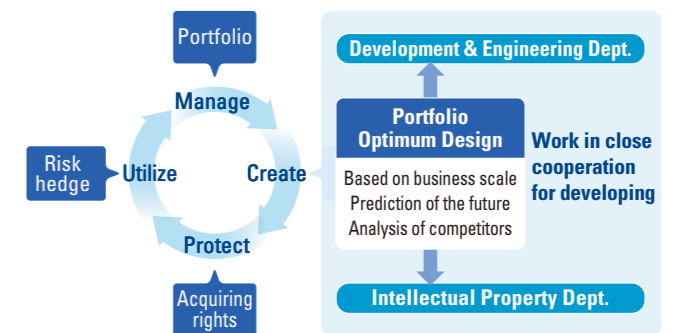 Portfolio
Manage
Risk
hedge
Utilize
Create
Protect
Acquiring
rights
Development & Engineering Dept.
Portfolio
Optimum Design
Based on business scale
Prediction of the future
Analysis of competitors
Work in close
cooperation
for developing
Intellectual Property Dept.